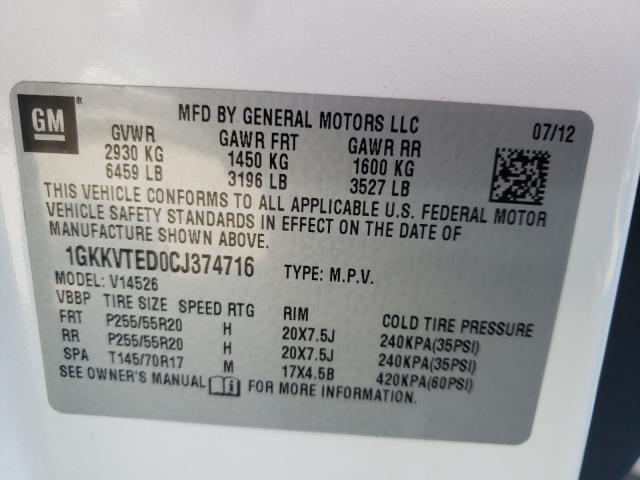 GM ®
MFD BY GENERAL MOTORS LLC 07/12
GVWR GAWR FRT GAWR RR
2930 KG 1450 KG 1600 KG
6459 LB 3196 LB 3527 LB
THIS VEHICLE CONFORMS TO ALL APPLICABLE U.S. FEDERAL MOTOR
VEHICLE SAFETY STANDARDS IN EFFECT ON THE DATE OF
MANUFACTURE SHOWN ABOVE.
1GKKVTED0CJ374716 TYPE: M.P.V.
MODEL: V14526
VBBP TIRE SIZE SPEED RTG RIM COLD TIRE PRESSURE
FRT P255/55R20 H 20X7.5J 240KPA(35PSI)
RR P255/55R20 H 20X7.5J 240KPA(35PSI)
SPA T145/70R17 M 17X4.5B 420KPA(60PSI)
SEE OWNER'S MANUAL FOR MORE INFORMATION.